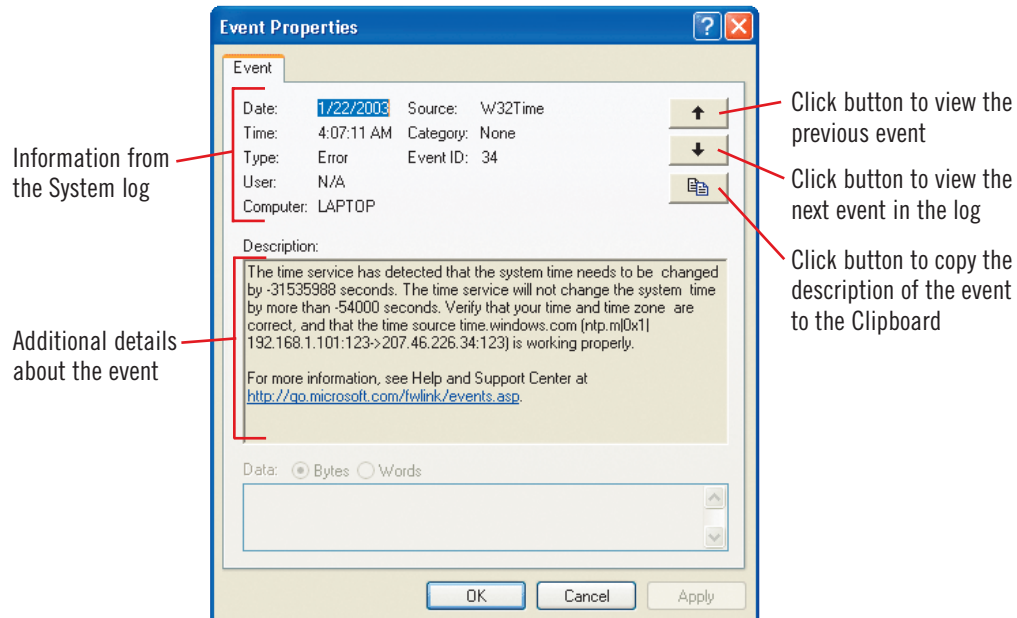 Event Properties
Event
Date: 1/22/2003 Source: W32Time
Time: 4:07:11 AM Category: None
Type: Error Event ID: 34
User: N/A
Computer: LAPTOP
Description:
The time service has detected that the system time needs to be changed
by -31535988 seconds. The time service will not change the system time
by more than -54000 seconds. Verify that your time and time zone are
correct, and that the time source time.windows.com (ntp.m|0x1|
192.168.1.101:123->207.46.226.34:123) is working properly.
For more information, see Help and Support Center at
http://go.microsoft.com/fwlink/events.asp.
Data: Bytes Words
OK Cancel Apply
Information from
the System log
Additional details
about the event
Click button to view the
previous event
Click button to view the
next event in the log
Click button to copy the
description of the event
to the Clipboard